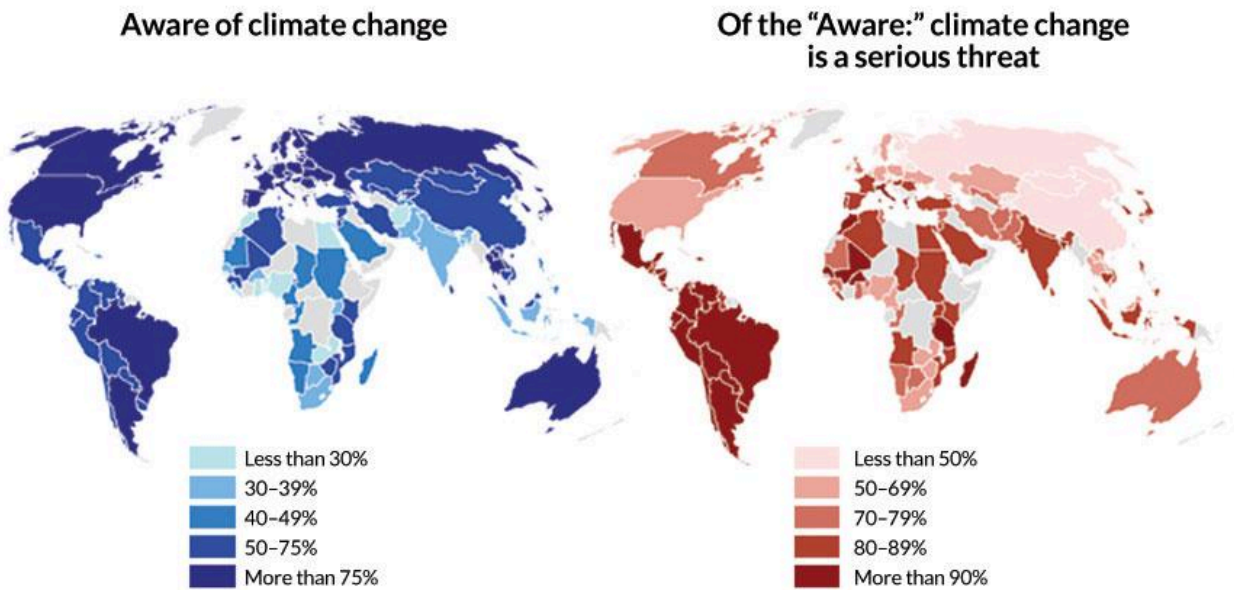 Aware of climate change
Of the “Aware:” climate change
is a serious threat
Less than 30%
30–39%
40–49%
50–75%
More than 75%
Less than 50%
50–69%
70–79%
80–89%
More than 90%